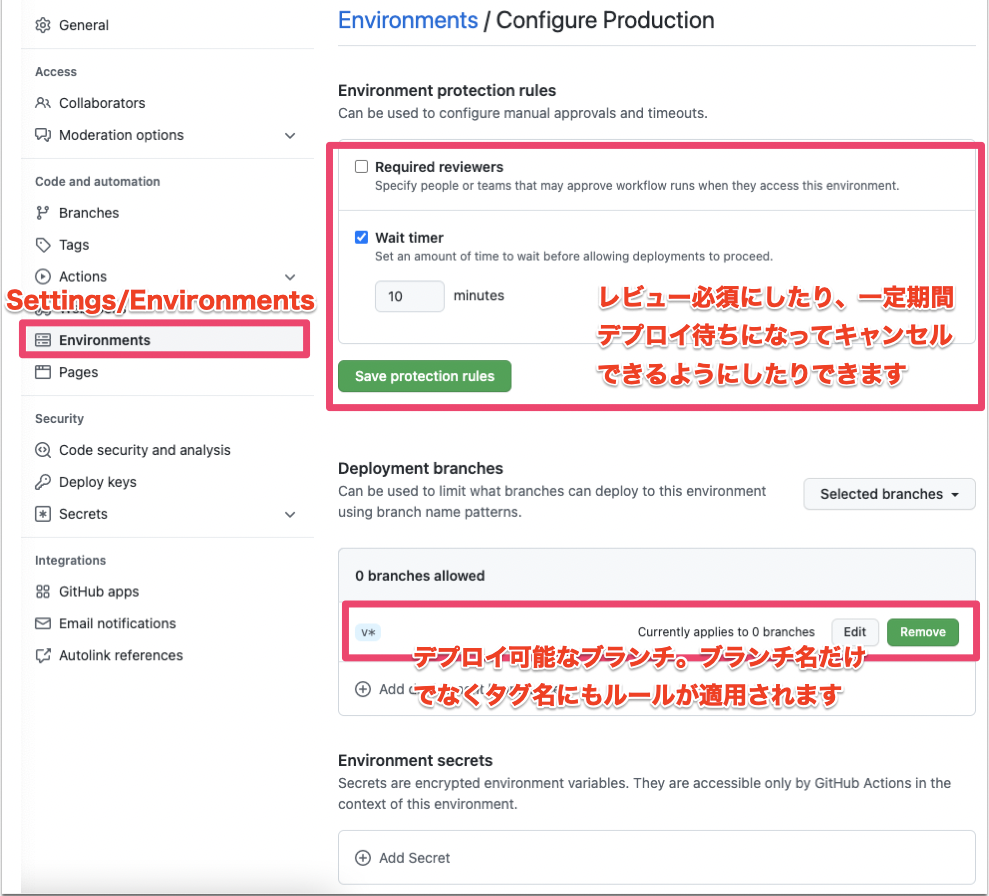 General
Access
Collaborators
Moderation options
Code and automation
Branches
Tags
Actions
Settings/Environments
Environments
Pages
Security
Code security and analysis
Deploy keys
Secrets
Integrations
GitHub apps
Email notifications
Autolink references
Environments / Configure Production
Environment protection rules
Can be used to configure manual approvals and timeouts.
Required reviewers
Specify people or teams that may approve workflow runs when they access this environment.
Wait timer
Set an amount of time to wait before allowing deployments to proceed.
10 minutes
レビュー必須にしたり、一定期間
デプロイ待ちになってキャンセル
できるようにしたりできます
Save protection rules
Deployment branches
Can be used to limit what branches can deploy to this environment
using branch name patterns.
Selected branches
0 branches allowed
v*
Currently applies to 0 branches
Edit
Remove
デプロイ可能なブランチ。ブランチ名だけ
でなくタグ名にもルールが適用されます
Add
Environment secrets
Secrets are encrypted environment variables. They are accessible only by GitHub Actions in the
context of this environment.
Add Secret